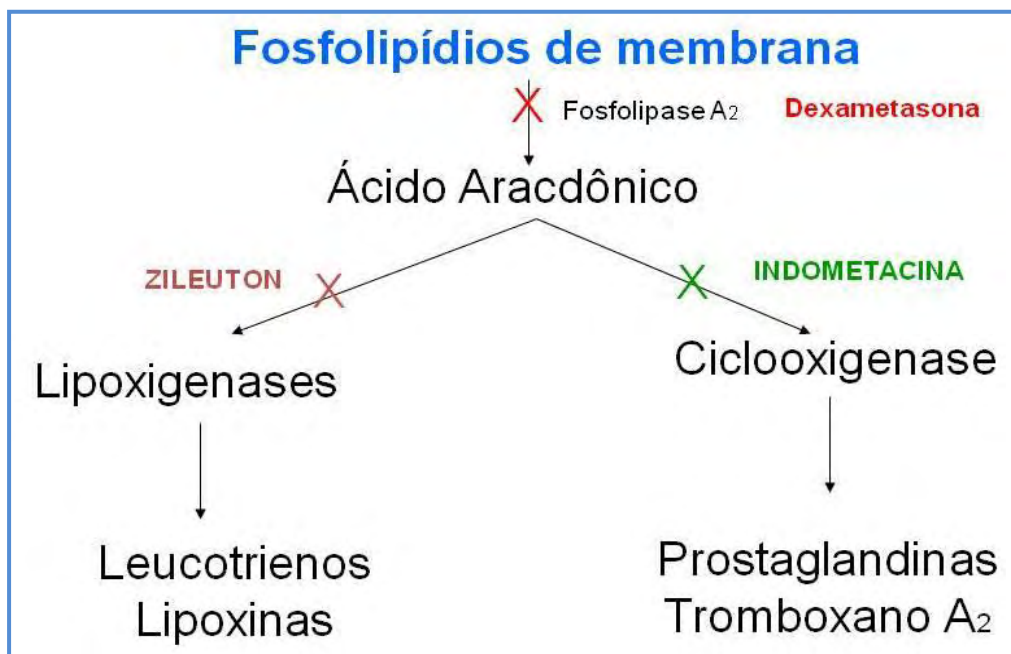 Fosfolipídios de membrana
Fosfolipase A2 Dexametasona
Ácido Aracdônico
ZILEUTON
INDOMETACINA
Lipoxigenases
Ciclooxigenase
Leucotrienos
Lipoxinas
Prostaglandinas
Tromboxano A2